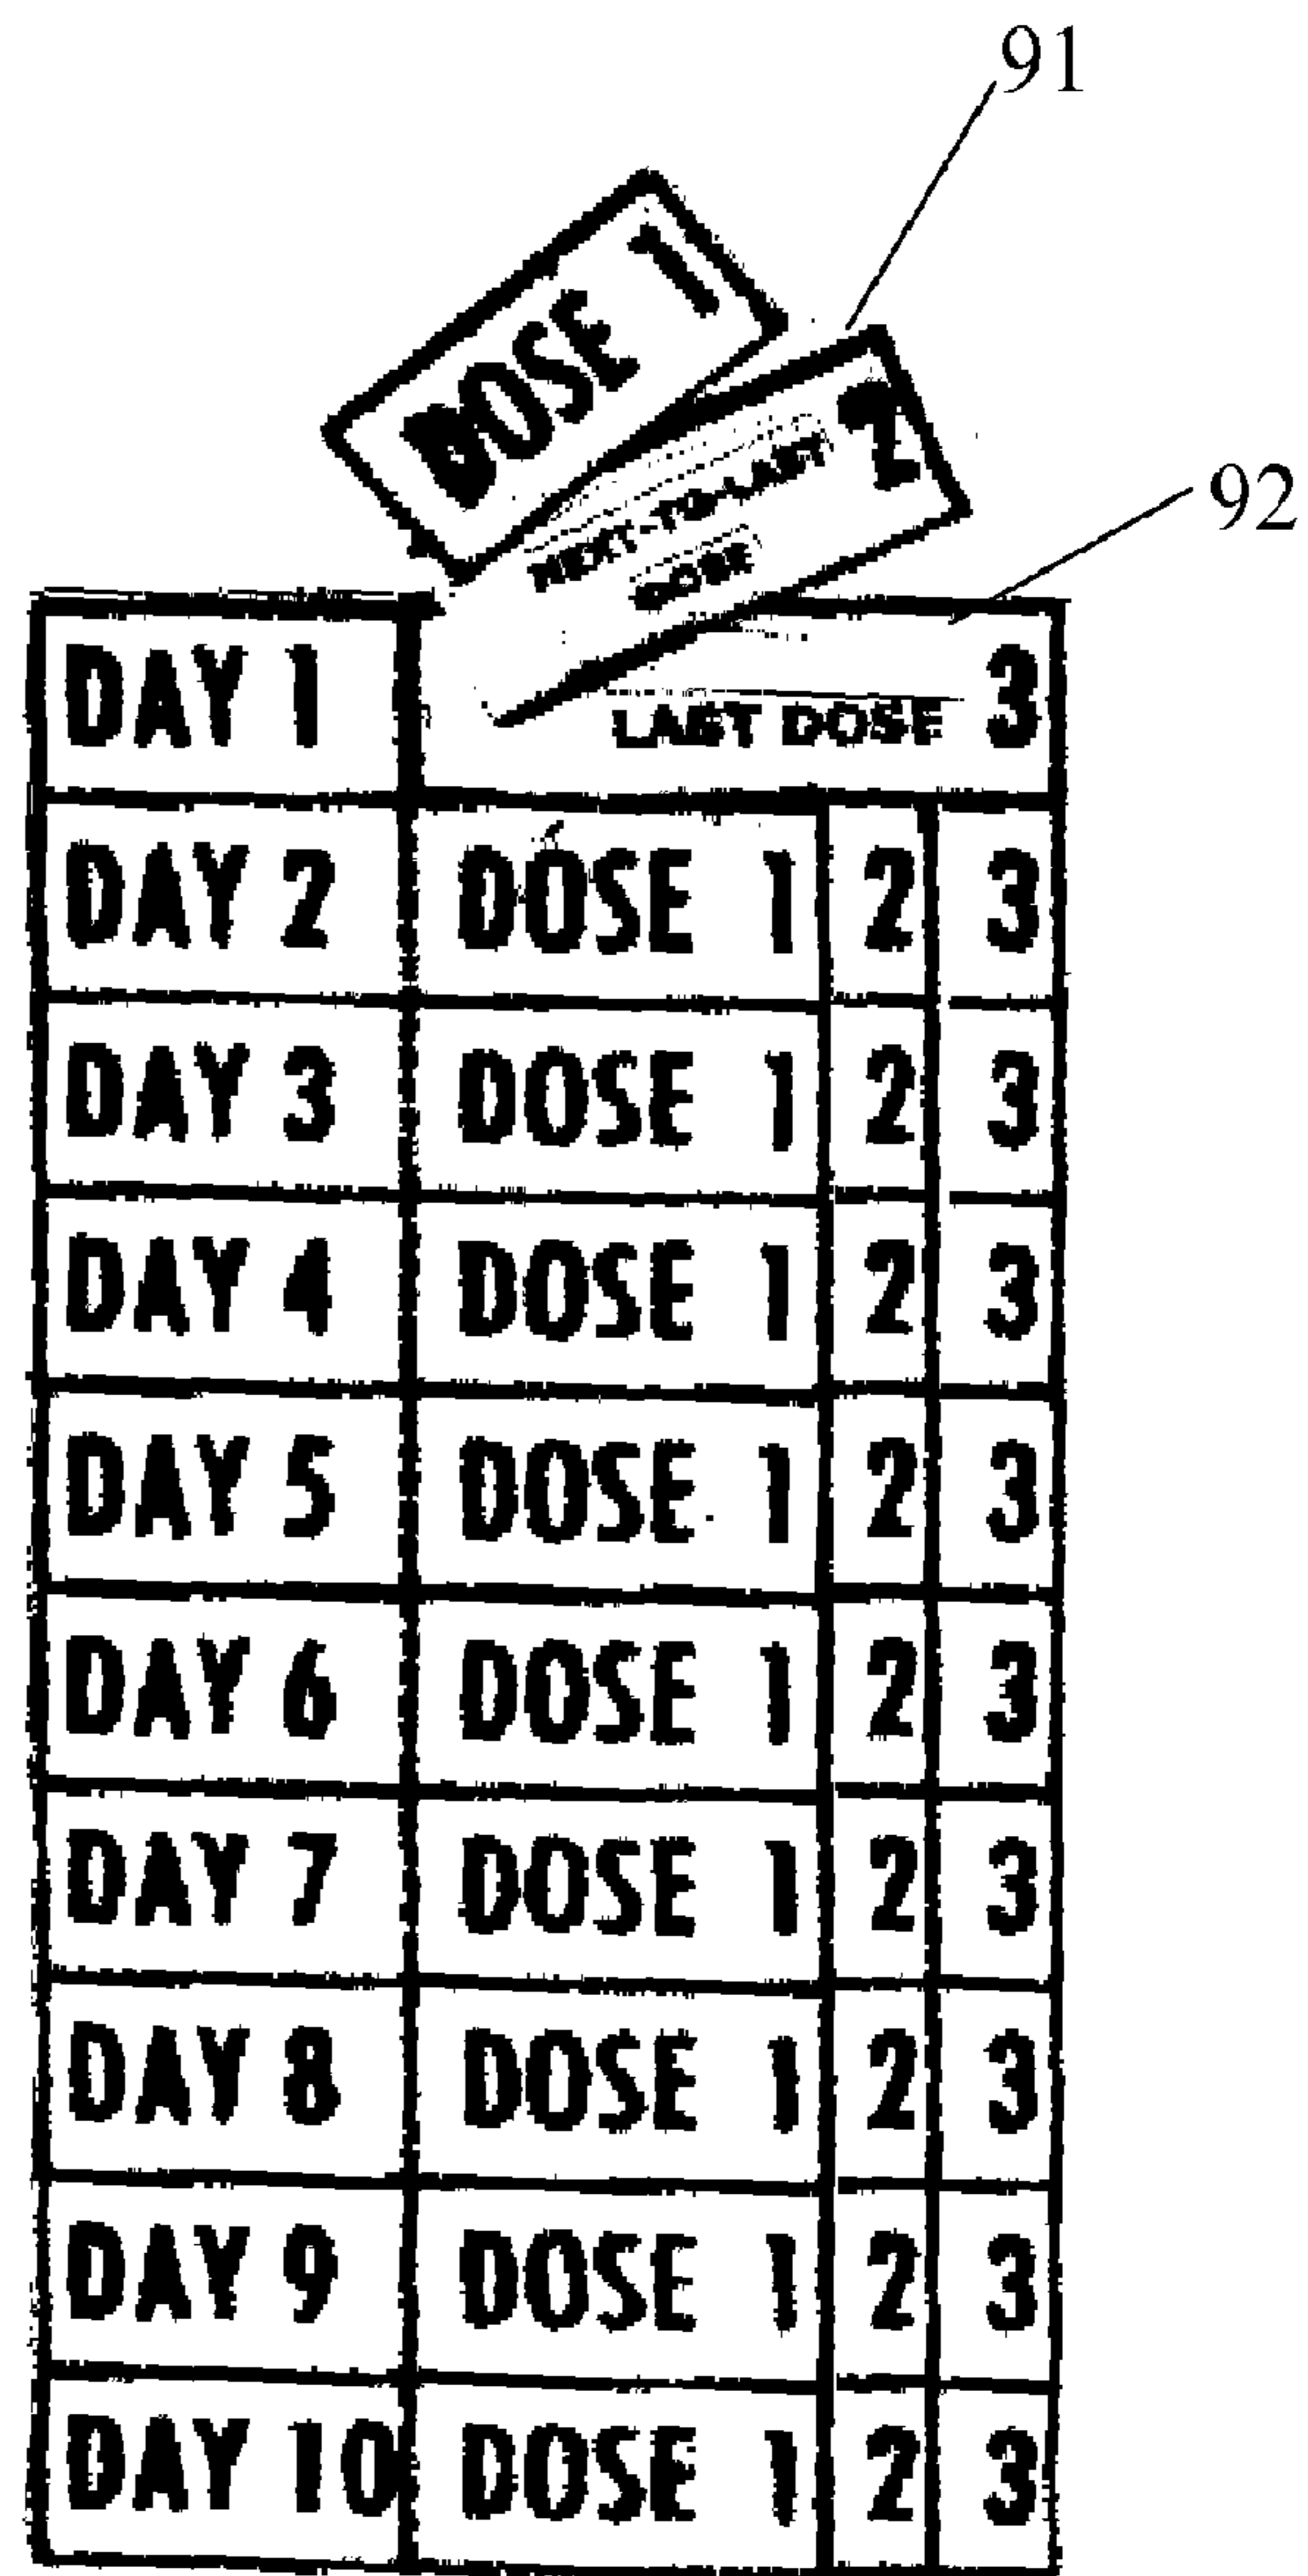 91
DOSE 1
NEXT-TO-LAST 2
DOSE
92
DAY 1 LAST DOSE 3
DAY 2 DOSE 1 2 3
DAY 3 DOSE 1 2 3
DAY 4 DOSE 1 2 3
DAY 5 DOSE 1 2 3
DAY 6 DOSE 1 2 3
DAY 7 DOSE 1 2 3
DAY 8 DOSE 1 2 3
DAY 9 DOSE 1 2 3
DAY 10 DOSE 1 2 3